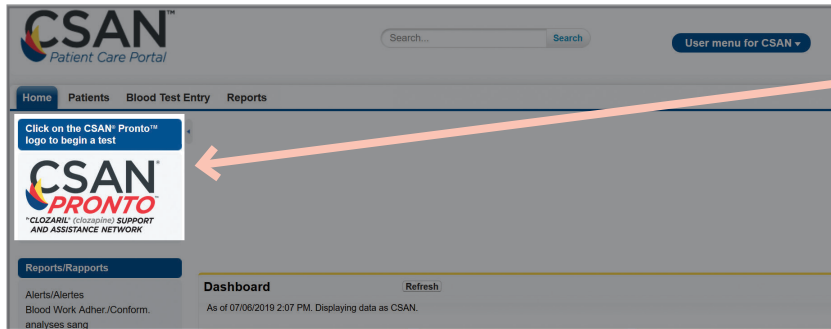 CSAN™
Patient Care Portal
Search... Search
User menu for CSAN
Home Patients Blood Test Entry Reports
Click on the CSAN® Pronto™
logo to begin a test
CSAN®
PRONTO™
"CLOZARIL® (clozapine) SUPPORT
AND ASSISTANCE NETWORK
Reports/Rapports
Alerts/Alertes
Blood Work Adher./Conform.
analyses sang
Dashboard Refresh
As of 07/06/2019 2:07 PM. Displaying data as CSAN.